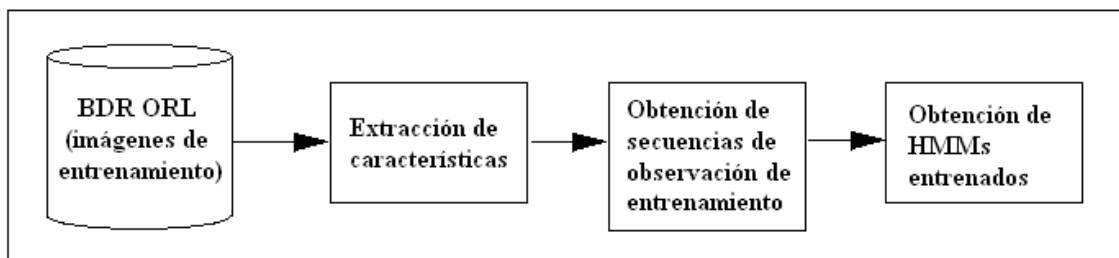 BDR ORL
(imágenes de
entrenamiento)
Extracción de
características
Obtención de
secuencias de
observación de
entrenamiento
Obtención de
HMMs
entrenados